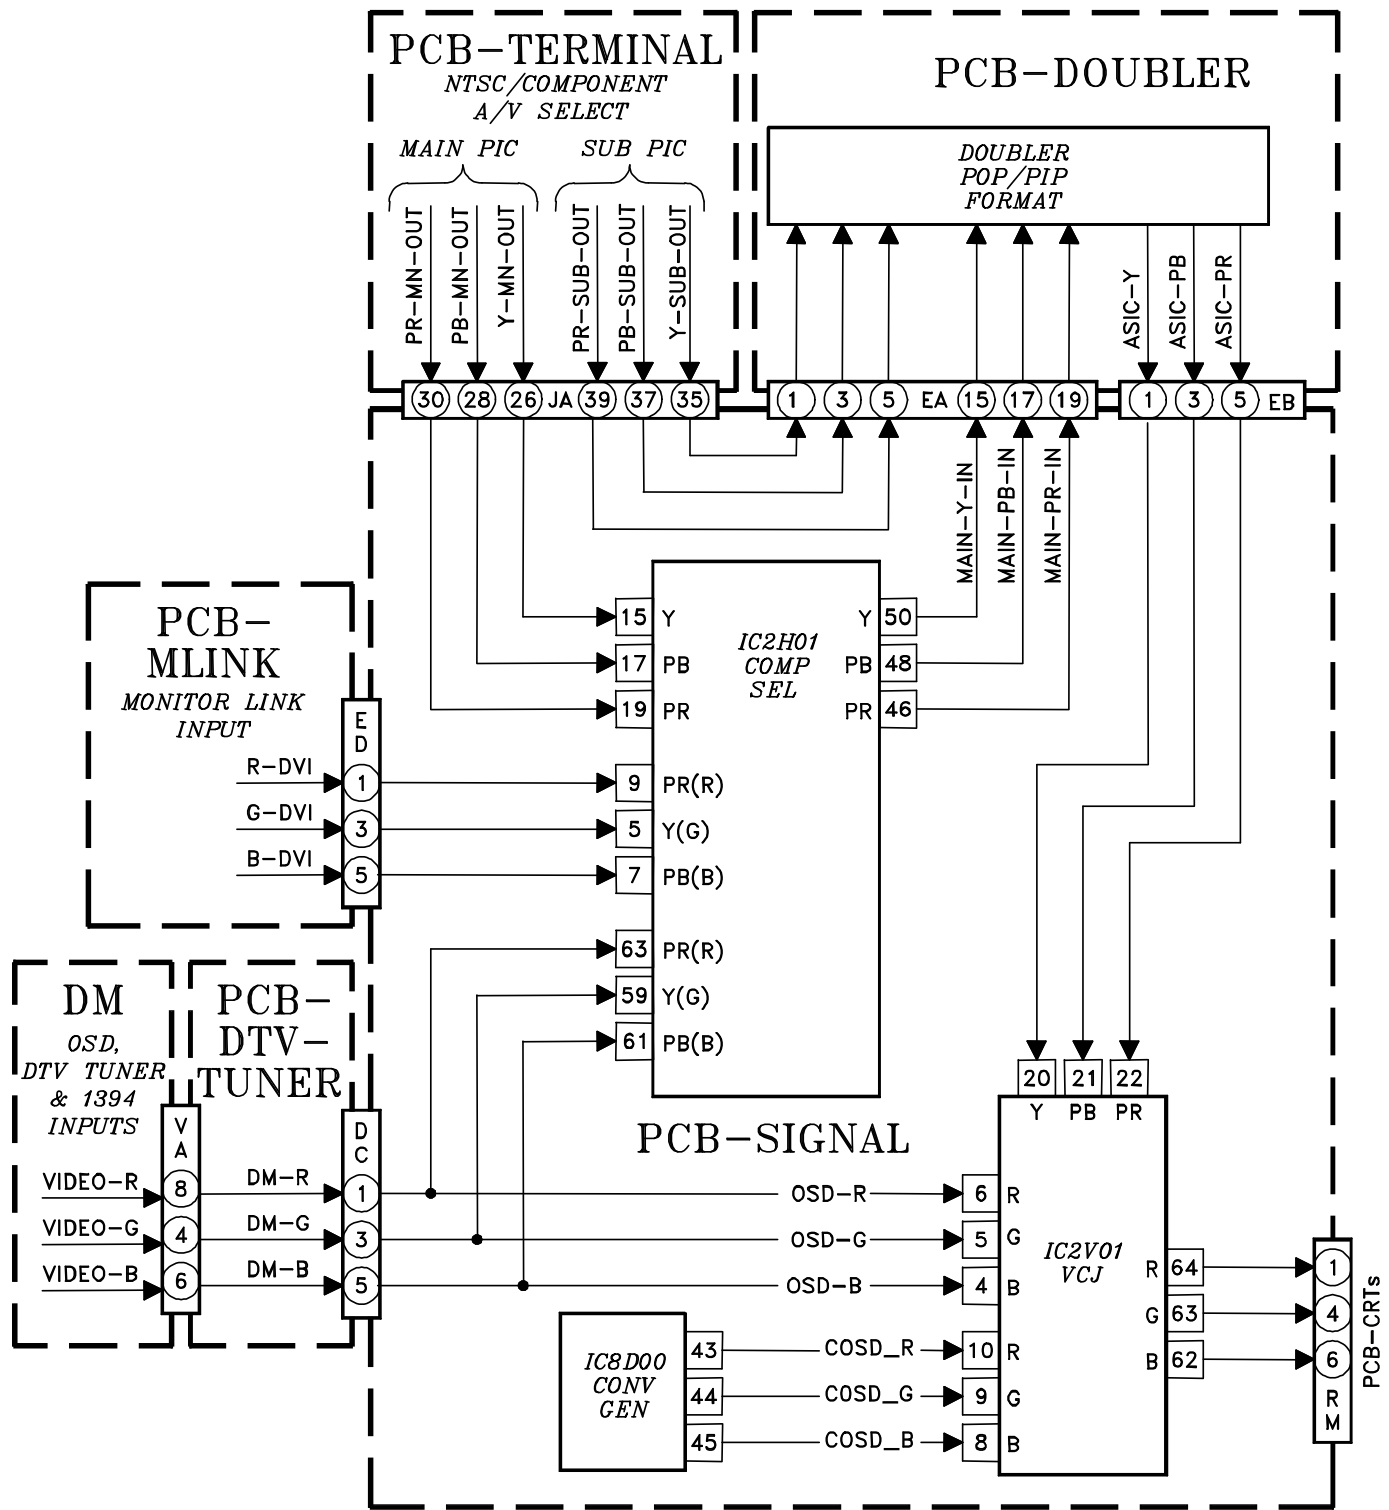 PCB-TERMINAL
NTSC/COMPONENT
A/V SELECT
MAIN PIC
SUB PIC
PR-MN-OUT
PB-MN-OUT
Y-MN-OUT
PR-SUB-OUT
PB-SUB-OUT
Y-SUB-OUT
30
28
26
JA
39
37
35
PCB-DOUBLER
DOUBLER
POP/PIP
FORMAT
ASIC-Y
ASIC-PB
ASIC-PR
1
3
5
EA
15
17
19
1
3
5
EB
MAIN-Y-IN
MAIN-PB-IN
MAIN-PR-IN
PCB-
MLINK
MONITOR LINK
INPUT
R-DVI
G-DVI
B-DVI
E
D
1
3
5
IC2H01
COMP
SEL
15 Y
17 PB
19 PR
9 PR(R)
5 Y(G)
7 PB(B)
63 PR(R)
59 Y(G)
61 PB(B)
Y 50
PB 48
PR 46
DM
OSD,
DTV TUNER
& 1394
INPUTS
VIDEO-R
VIDEO-G
VIDEO-B
V
A
8
4
6
PCB-
DTV-
TUNER
DM-R
DM-G
DM-B
D
C
1
3
5
PCB-SIGNAL
OSD-R
OSD-G
OSD-B
IC8D00
CONV
GEN
43
44
45
COSD_R
COSD_G
COSD_B
20
21
22
Y
PB
PR
6 R
5 G
4 B
10 R
9 G
8 B
IC2V01
VCJ
R 64
G 63
B 62
1
4
6
R
M
PCB-CRTs